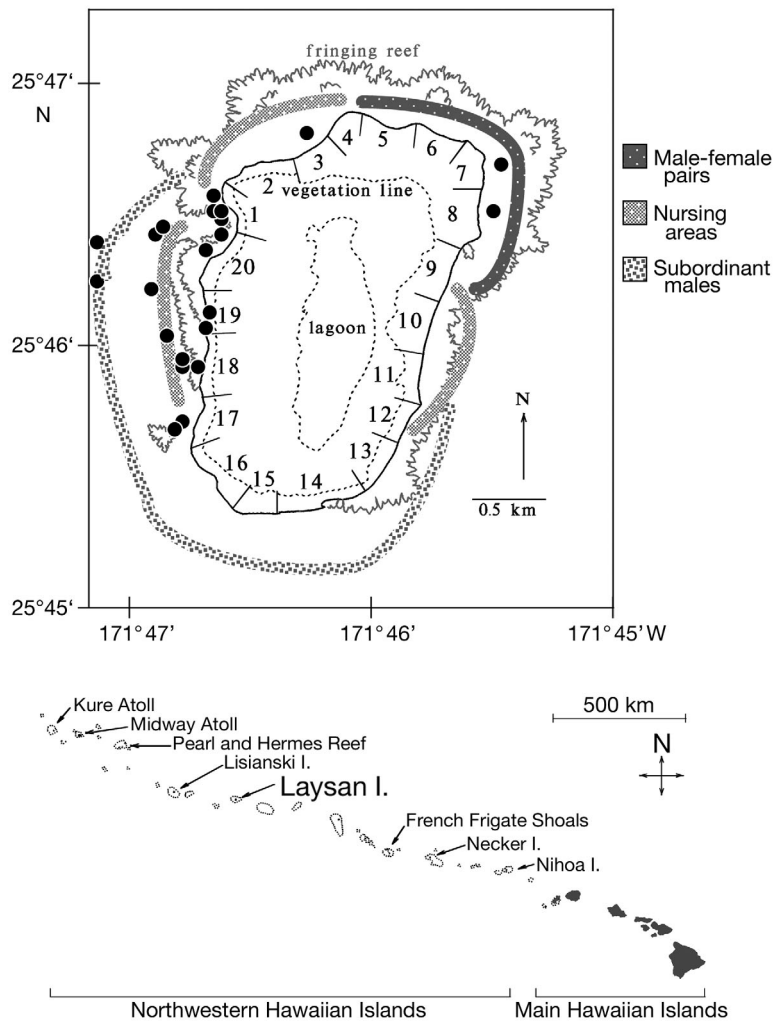 fringing reef
25°47'
N
4
5
3
6
2
7
vegetation line
1
8
20
9
19
lagoon
10
25°46'
18
11
17
12
N
16
13
15
14
0.5 km
25°45'
171°47'
171°46'
171°45'W
Male-female
pairs
Nursing
areas
Subordinant
males
Kure Atoll
Midway Atoll
Pearl and Hermes Reef
Lisianski I.
Laysan I.
500 km
N
French Frigate Shoals
Necker I.
Nihoa I.
Northwestern Hawaiian Islands
Main Hawaiian Islands